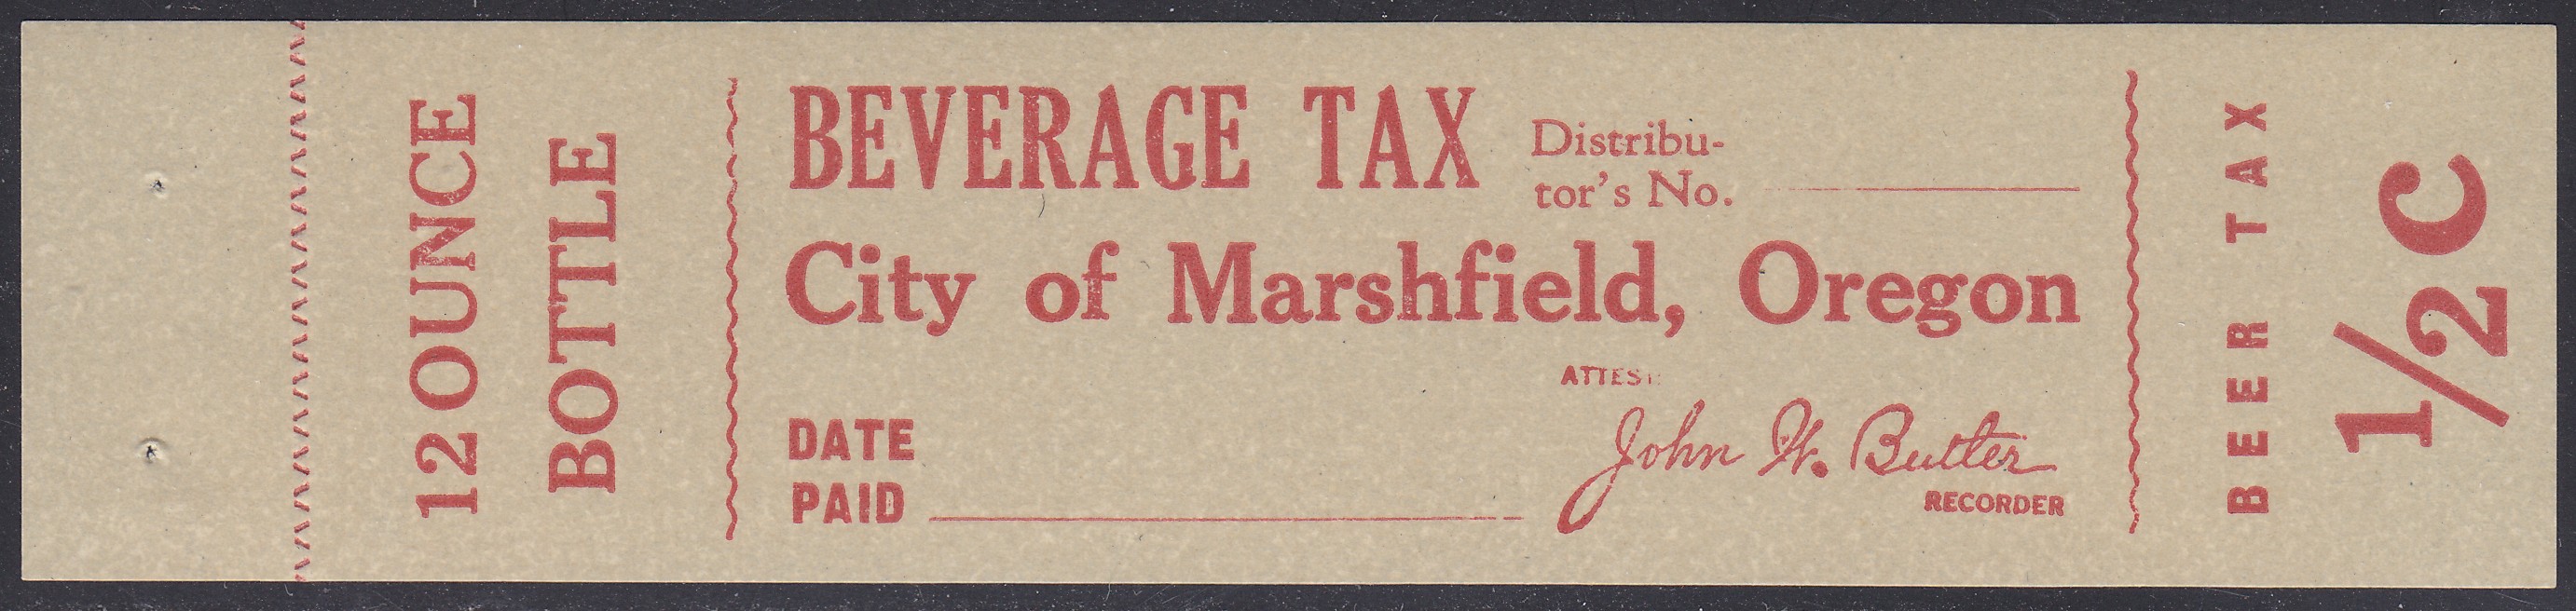 12 OUNCE
BOTTLE
BEVERAGE TAX
Distribu-
tor's No.
City of Marshfield, Oregon
ATTEST:
John W. Butler
RECORDER
DATE
PAID
BEER TAX
½C